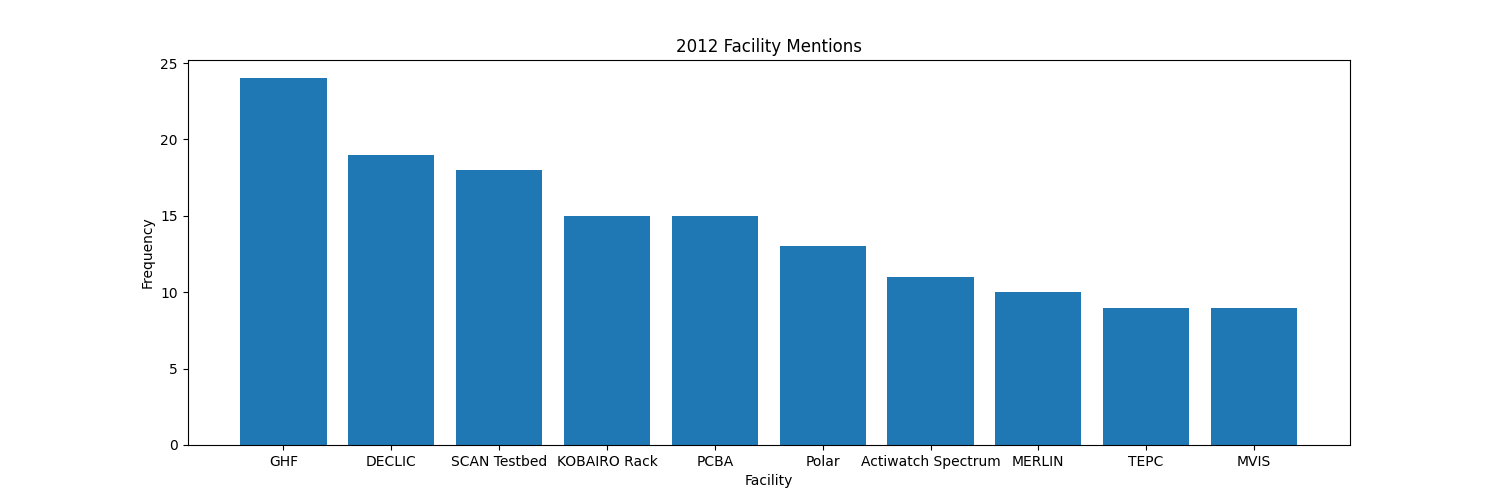 2012 Facility Mentions
Frequency
25
20
15
10
5
0
GHF DECLIC SCAN Testbed KOBAIRO Rack PCBA Polar Actiwatch Spectrum MERLIN TEPC MVIS
Facility